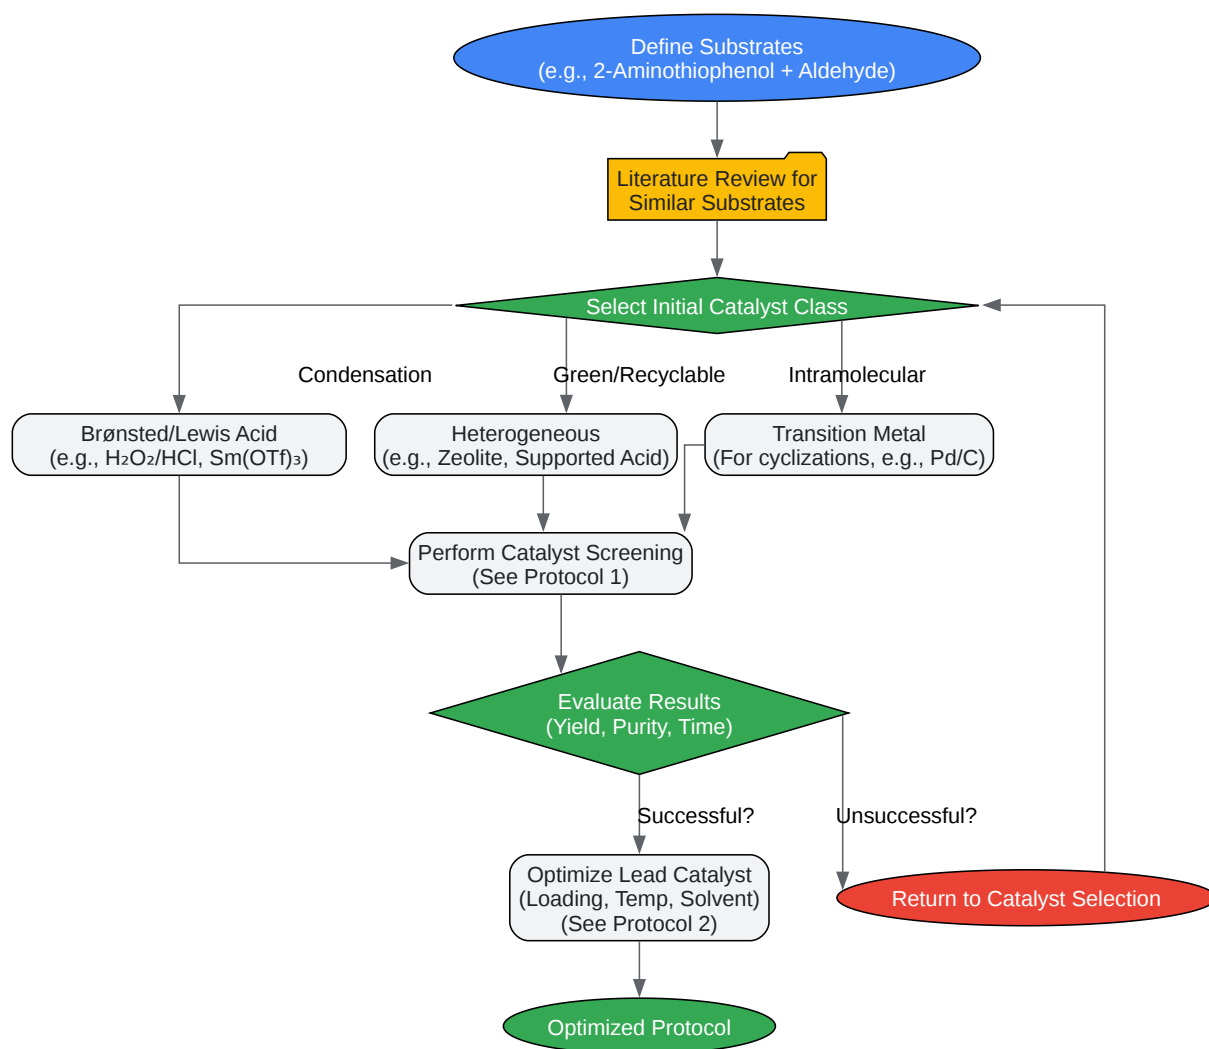 Define Substrates
(e.g., 2-Aminothiophenol + Aldehyde)
Literature Review for
Similar Substrates
Select Initial Catalyst Class
Condensation
Green/Recyclable
Intramolecular
Brønsted/Lewis Acid
(e.g., H₂O₂/HCl, Sm(OTf)₃)
Heterogeneous
(e.g., Zeolite, Supported Acid)
Transition Metal
(For cyclizations, e.g., Pd/C)
Perform Catalyst Screening
(See Protocol 1)
Evaluate Results
(Yield, Purity, Time)
Successful?
Unsuccessful?
Optimize Lead Catalyst
(Loading, Temp, Solvent)
(See Protocol 2)
Return to Catalyst Selection
Optimized Protocol